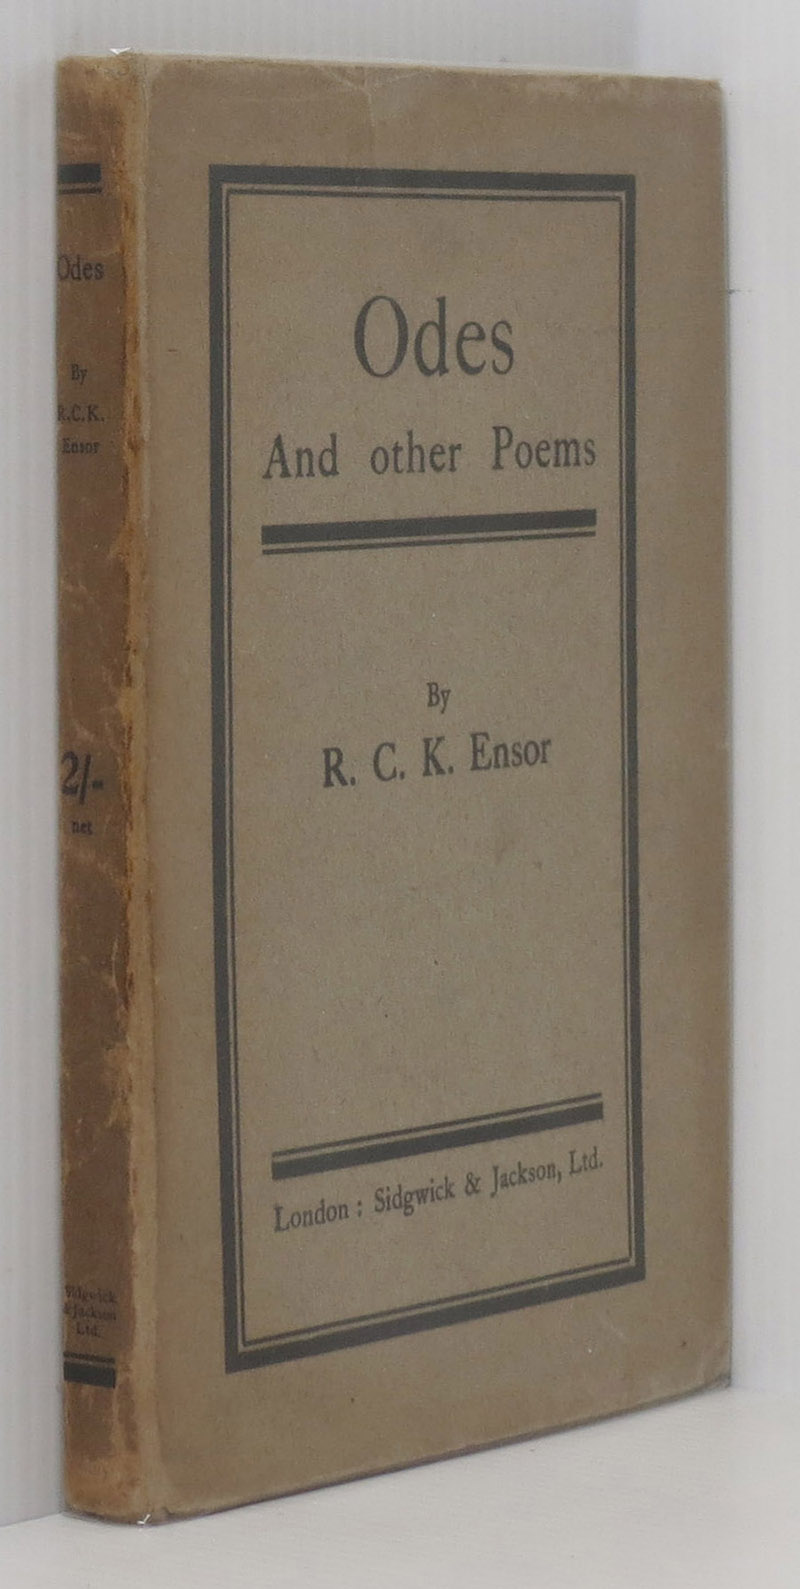 Odes
By
R.C.K.
Ensor
2/-
net
Sidgwick
& Jackson
Ltd.
Odes
And other Poems
By
R. C. K. Ensor
London : Sidgwick & Jackson, Ltd.